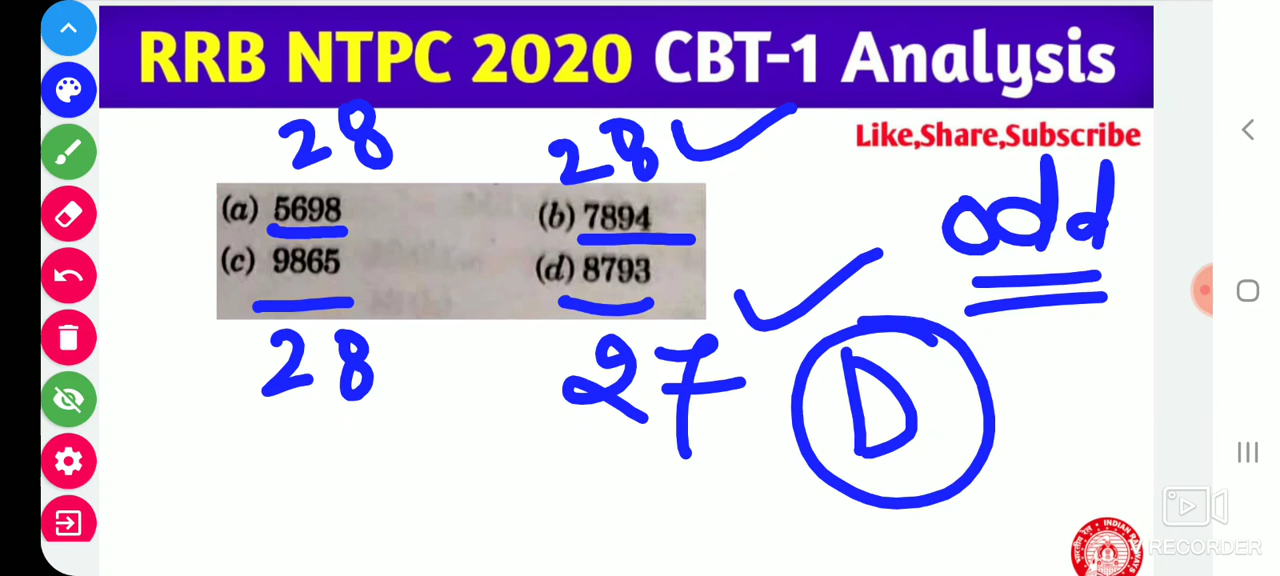 RRB NTPC 2020 CBT-1 Analysis
Like,Share,Subscribe
28 28
odd
(a) 5698 (b) 7894
(c) 9865 (d) 8793
28 27 D
RECORDER